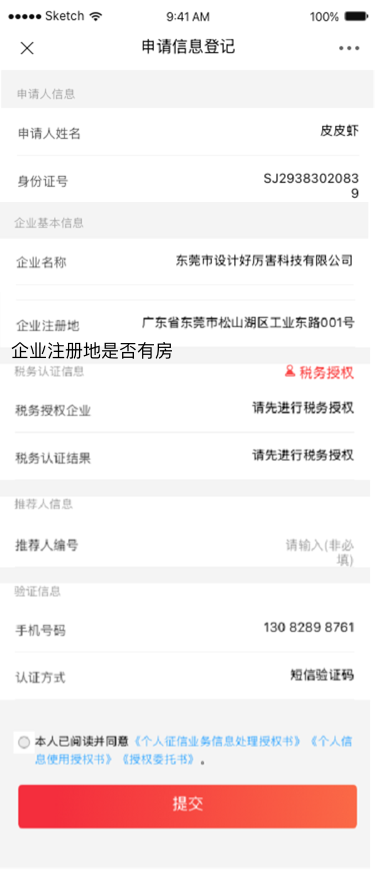 Sketch 9:41 AM 100%
申请信息登记
申请人信息
申请人姓名 皮皮虾
身份证号 SJ2938302083
9
企业基本信息
企业名称 东莞市设计好厉害科技有限公司
企业注册地 广东省东莞市松山湖区工业东路001号
企业注册地是否有房
税务认证信息 税务授权
税务授权企业 请先进行税务授权
税务认证结果 请先进行税务授权
推荐人信息
推荐人编号 请输入(非必
填)
验证信息
手机号码 130 8289 8761
认证方式 短信验证码
本人已阅读并同意《个人征信业务信息处理授权书》《个人信
息使用授权书》《授权委托书》。
提交